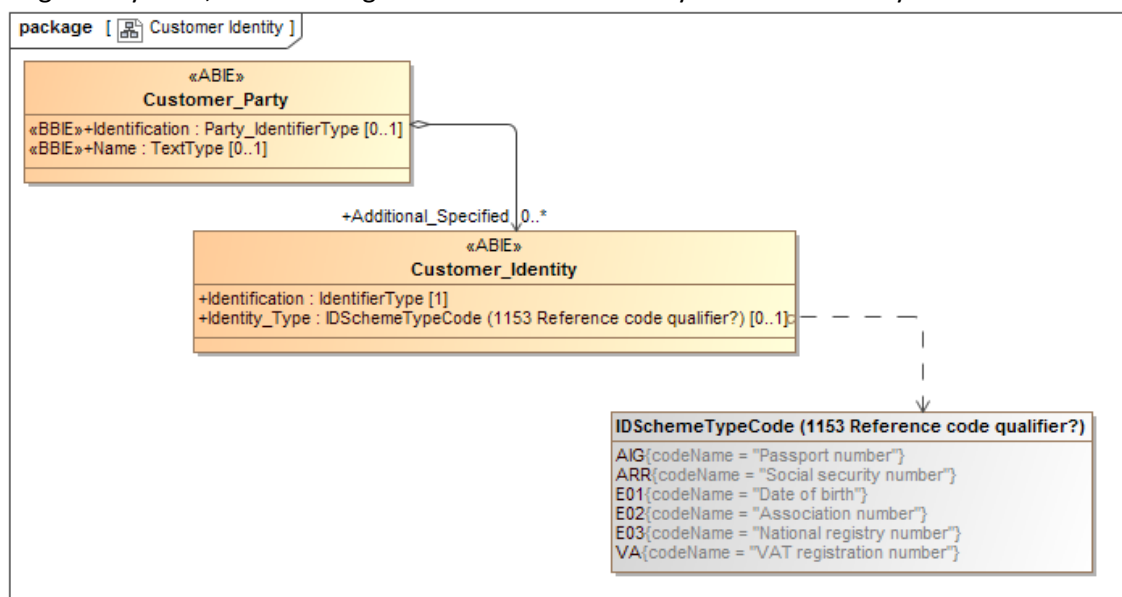 package [ Customer Identity ]
«ABIE»
Customer_Party
«BBIE»+Identification : Party_IdentifierType [0..1]
«BBIE»+Name : TextType [0..1]
+Additional_Specified 0..*
«ABIE»
Customer_Identity
+Identification : IdentifierType [1]
+Identity_Type : IDSchemeTypeCode (1153 Reference code qualifier?) [0..1]
IDSchemeTypeCode (1153 Reference code qualifier?)
AIG{codeName = "Passport number"}
ARR{codeName = "Social security number"}
E01{codeName = "Date of birth"}
E02{codeName = "Association number"}
E03{codeName = "National registry number"}
VA{codeName = "VAT registration number"}